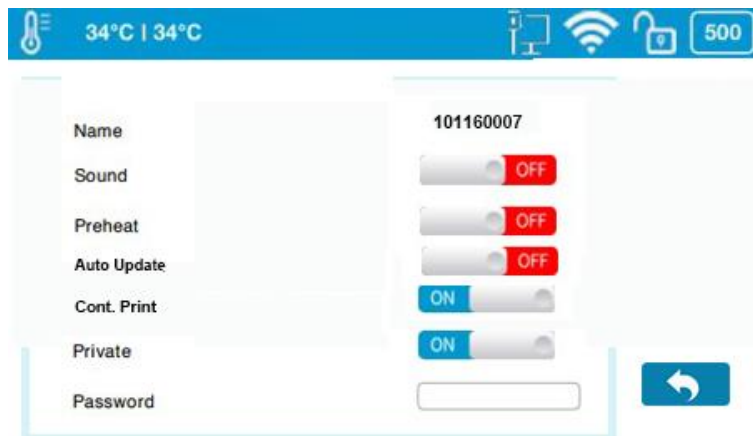 34°C I 34°C 500
Name 101160007
Sound OFF
Preheat OFF
Auto Update OFF
Cont. Print ON
Private ON
Password